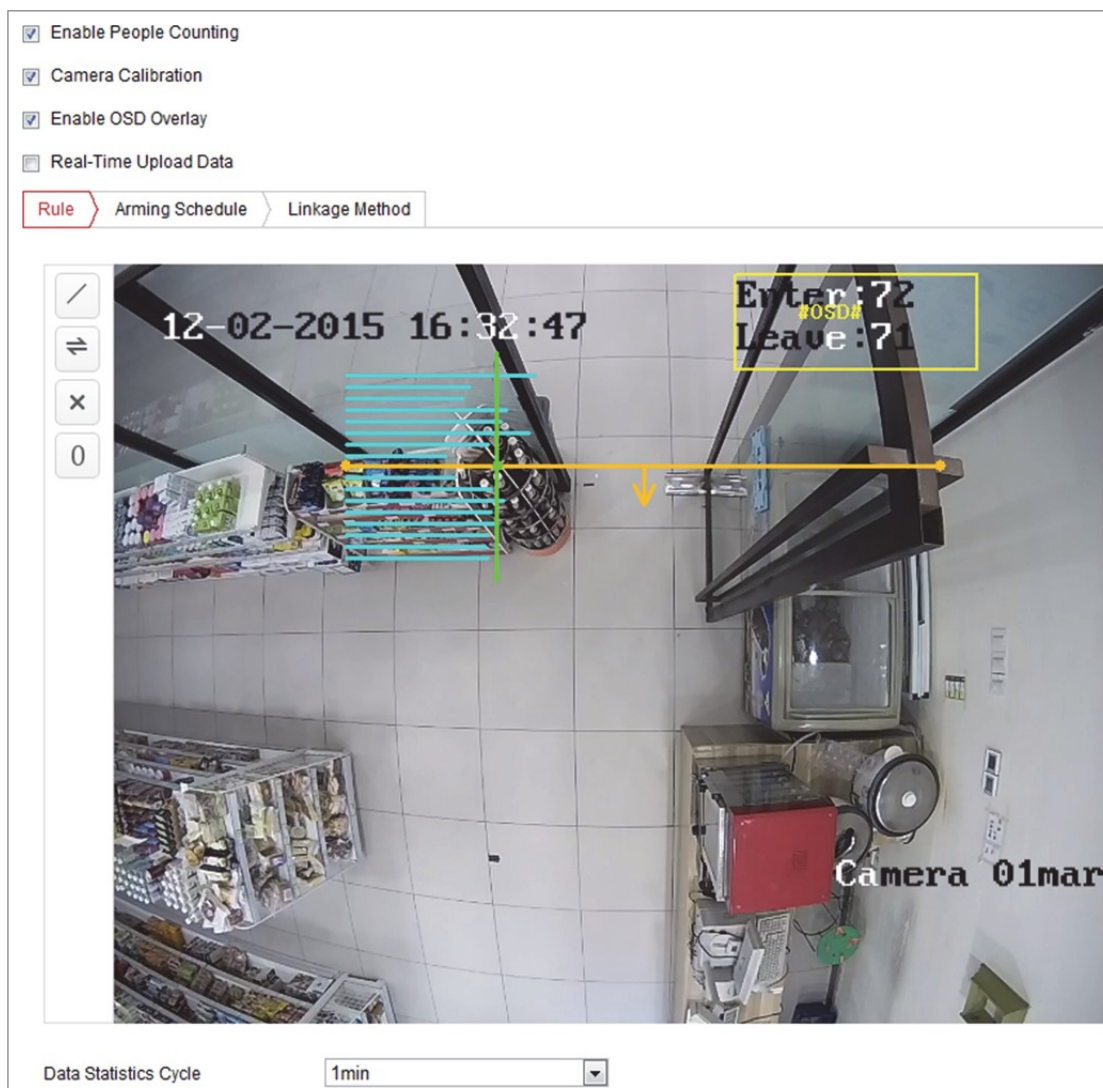 Enable People Counting
Camera Calibration
Enable OSD Overlay
Real-Time Upload Data
Rule Arming Schedule Linkage Method
12-02-2015 16:32:47
Enter:72
#OSD#
Leave:71
0
Camera 01mar
Data Statistics Cycle 1min